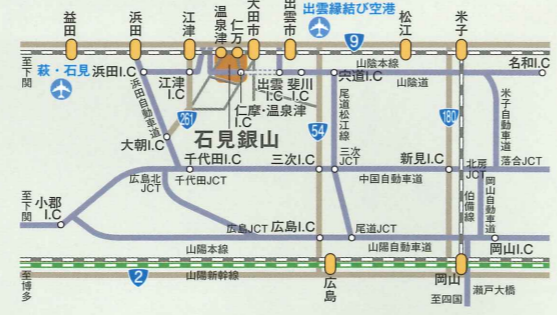 益田
浜田
江津
温泉津
仁万
大田市
出雲市
出雲縁結び空港
松江
米子
9
至下関
山陰本線
名和I.C
萩・石見
浜田I.C
江津I.C
出雲I.C
斐川I.C
宍道I.C
山陰道
浜田自動車道
仁摩・温泉津I.C
261
石見銀山
54
尾道松江線
180
米子自動車道
大朝I.C
千代田I.C
三次I.C
三次JCT
新見I.C
北房JCT
落合JCT
広島北JCT
千代田JCT
中国自動車道
至下関
小郡I.C
伯備線
岡山自動車道
広島JCT
広島I.C
尾道JCT
山陽本線
山陽自動車道
岡山I.C
至博多
2
山陽新幹線
広島
岡山
至四国
瀬戸大橋